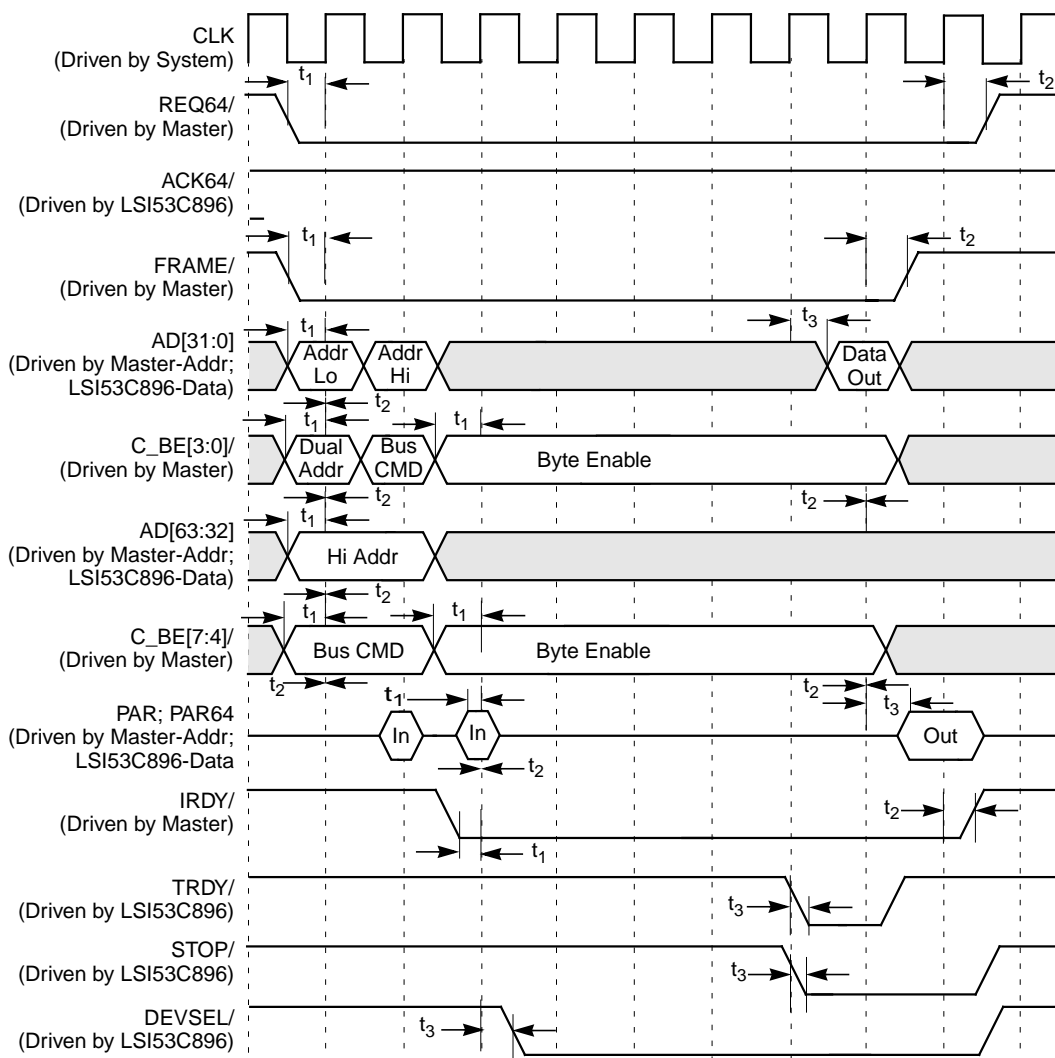 CLK
(Driven by System)
t1
t2
REQ64/
(Driven by Master)
ACK64/
(Driven by LSI53C896)
t1
t2
FRAME/
(Driven by Master)
t3
AD[31:0]
(Driven by Master-Addr;
LSI53C896-Data)
t1
Addr
Lo
Addr
Hi
Data
Out
t2
t1
t1
C_BE[3:0]/
(Driven by Master)
Dual
Addr
Bus
CMD
Byte Enable
t2
t2
AD[63:32]
(Driven by Master-Addr;
LSI53C896-Data)
t1
Hi Addr
t2
t1
t1
C_BE[7:4]/
(Driven by Master)
Bus CMD
Byte Enable
t2
t1
t2
t3
PAR; PAR64
(Driven by Master-Addr;
LSI53C896-Data
In
In
Out
t2
IRDY/
(Driven by Master)
t2
t1
TRDY/
(Driven by LSI53C896)
t3
STOP/
(Driven by LSI53C896)
t3
DEVSEL/
(Driven by LSI53C896)
t3